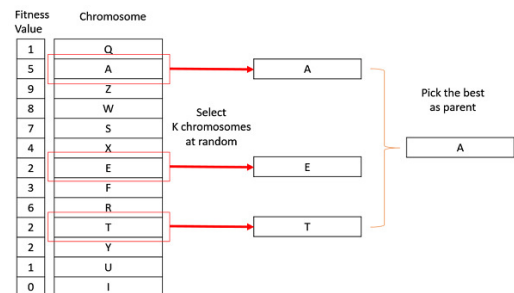 Fitness
Value
Chromosome
1 Q
5 A
9 Z
8 W
7 S
4 X
2 E
3 F
6 R
2 T
2 Y
1 U
0 I
Select
K chromosomes
at random
A
E
T
Pick the best
as parent
A